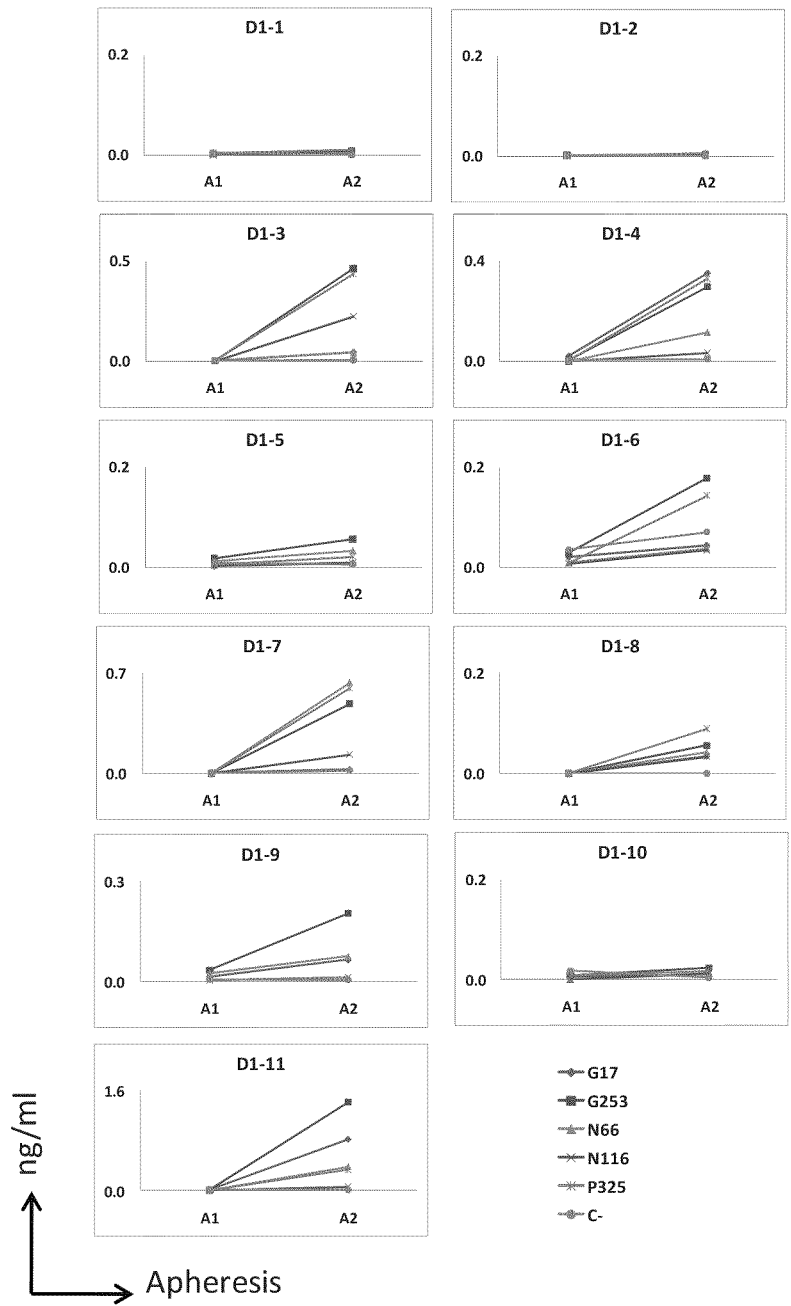 D1-1
0.2
0.0
A1 A2
D1-2
0.2
0.0
A1 A2
D1-3
0.5
0.0
A1 A2
D1-4
0.4
0.0
A1 A2
D1-5
0.2
0.0
A1 A2
D1-6
0.2
0.0
A1 A2
D1-7
0.7
0.0
A1 A2
D1-8
0.2
0.0
A1 A2
D1-9
0.3
0.0
A1 A2
D1-10
0.2
0.0
A1 A2
D1-11
1.6
0.0
A1 A2
G17
G253
N66
N116
P325
C-
ng/ml
Apheresis